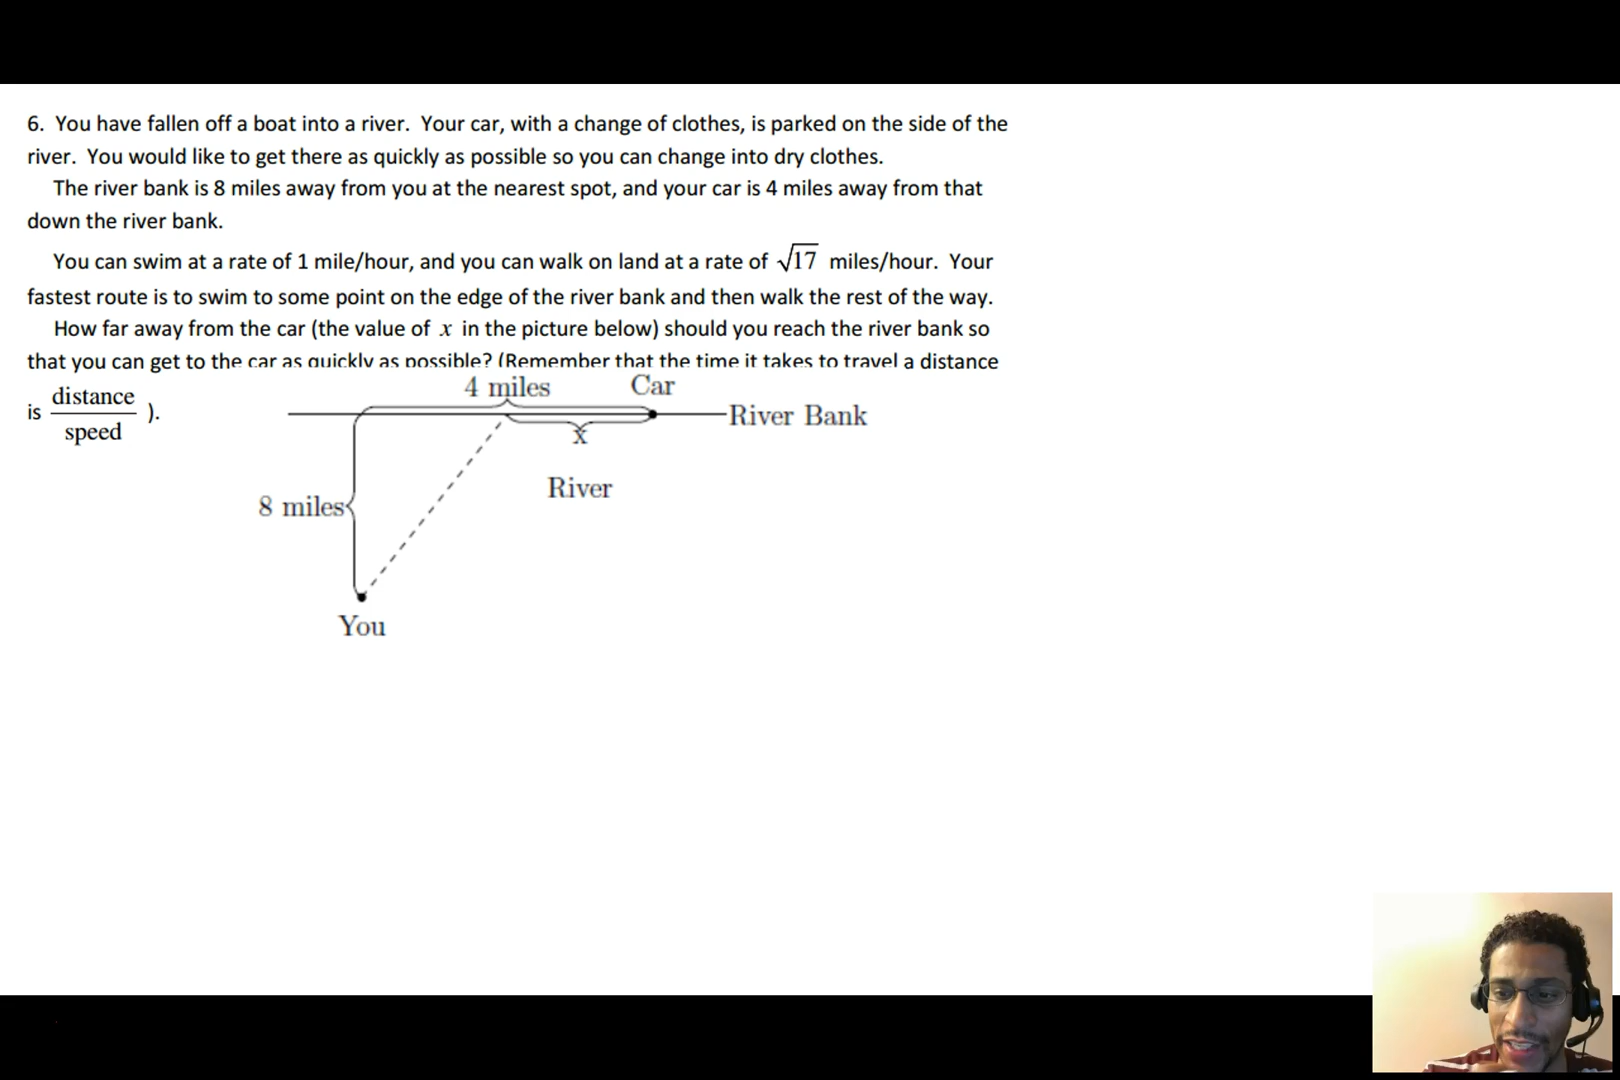 6. You have fallen off a boat into a river. Your car, with a change of clothes, is parked on the side of the
river. You would like to get there as quickly as possible so you can change into dry clothes.
The river bank is 8 miles away from you at the nearest spot, and your car is 4 miles away from that
down the river bank.
You can swim at a rate of 1 mile/hour, and you can walk on land at a rate of √17 miles/hour. Your
fastest route is to swim to some point on the edge of the river bank and then walk the rest of the way.
How far away from the car (the value of x in the picture below) should you reach the river bank so
that you can get to the car as quickly as possible? (Remember that the time it takes to travel a distance
is distance/speed ).
4 miles Car
River Bank
x
River
8 miles
You